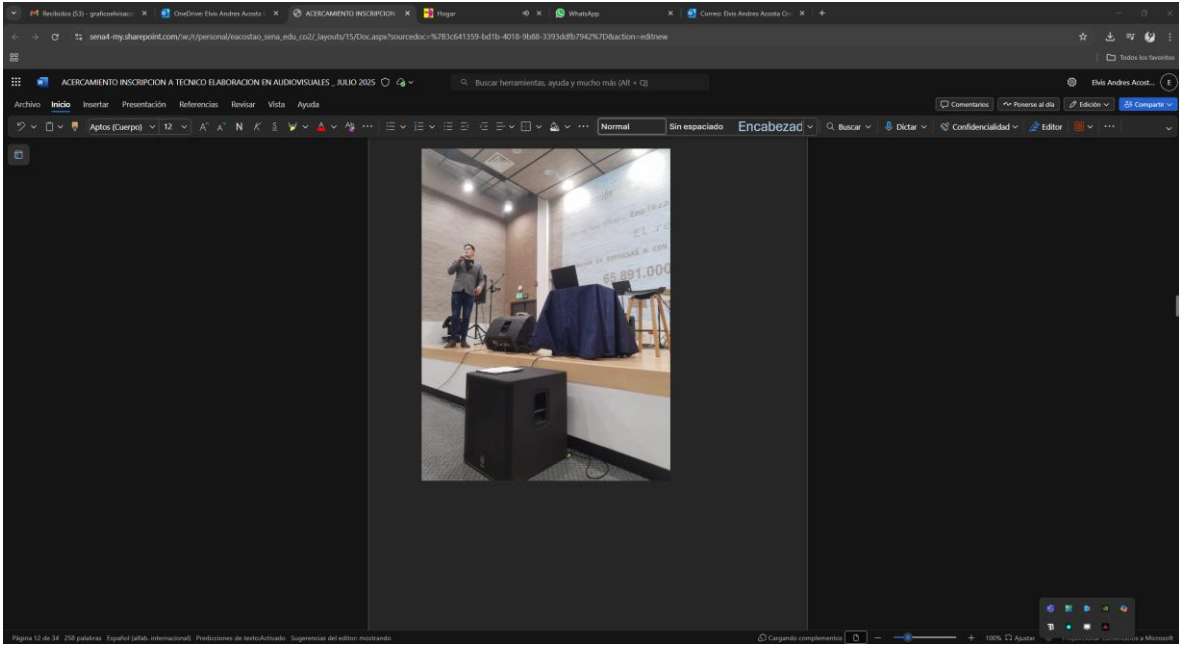 Recibidos (53) - graficoelvisaco
OneDrive: Elvis Andres Acosta
ACERCAMIENTO INSCRIPCION
Hogar
WhatsApp
Correo: Elvis Andres Acosta
sena4-my.sharepoint.com/:w:/r/personal/eacostao_sena_edu_co2/_layouts/15/Doc.aspx?sourcedoc=%7B3c641359-bd1b-4018-9b88-3393ddfb7942%7D&action=editnew
Todos los favoritos
ACERCAMIENTO INSCRIPCION A TECNICO ELABORACION EN AUDIOVISUALES _ JULIO 2025
Buscar herramientas, ayuda y mucho más (Alt + Q)
Elvis Andres Acost... E
Archivo Inicio Insertar Presentación Referencias Revisar Vista Ayuda
Comentarios Ponerse al día Edición Compartir
Aptos (Cuerpo) 12 N K S Normal Sin espaciado Encabezad Buscar Dictar Confidencialidad Editor
65.891.000
Página 12 de 34 258 palabras Español (alfab. internacional) Predicciones de texto:Activado Sugerencias del editor: mostrando
Cargando complementos 100% Ajustar Proporcionar comentarios a Microsoft